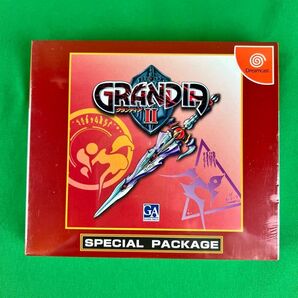 Dreamcast
GRANDIA
グランディア
II
GA
SPECIAL PACKAGE